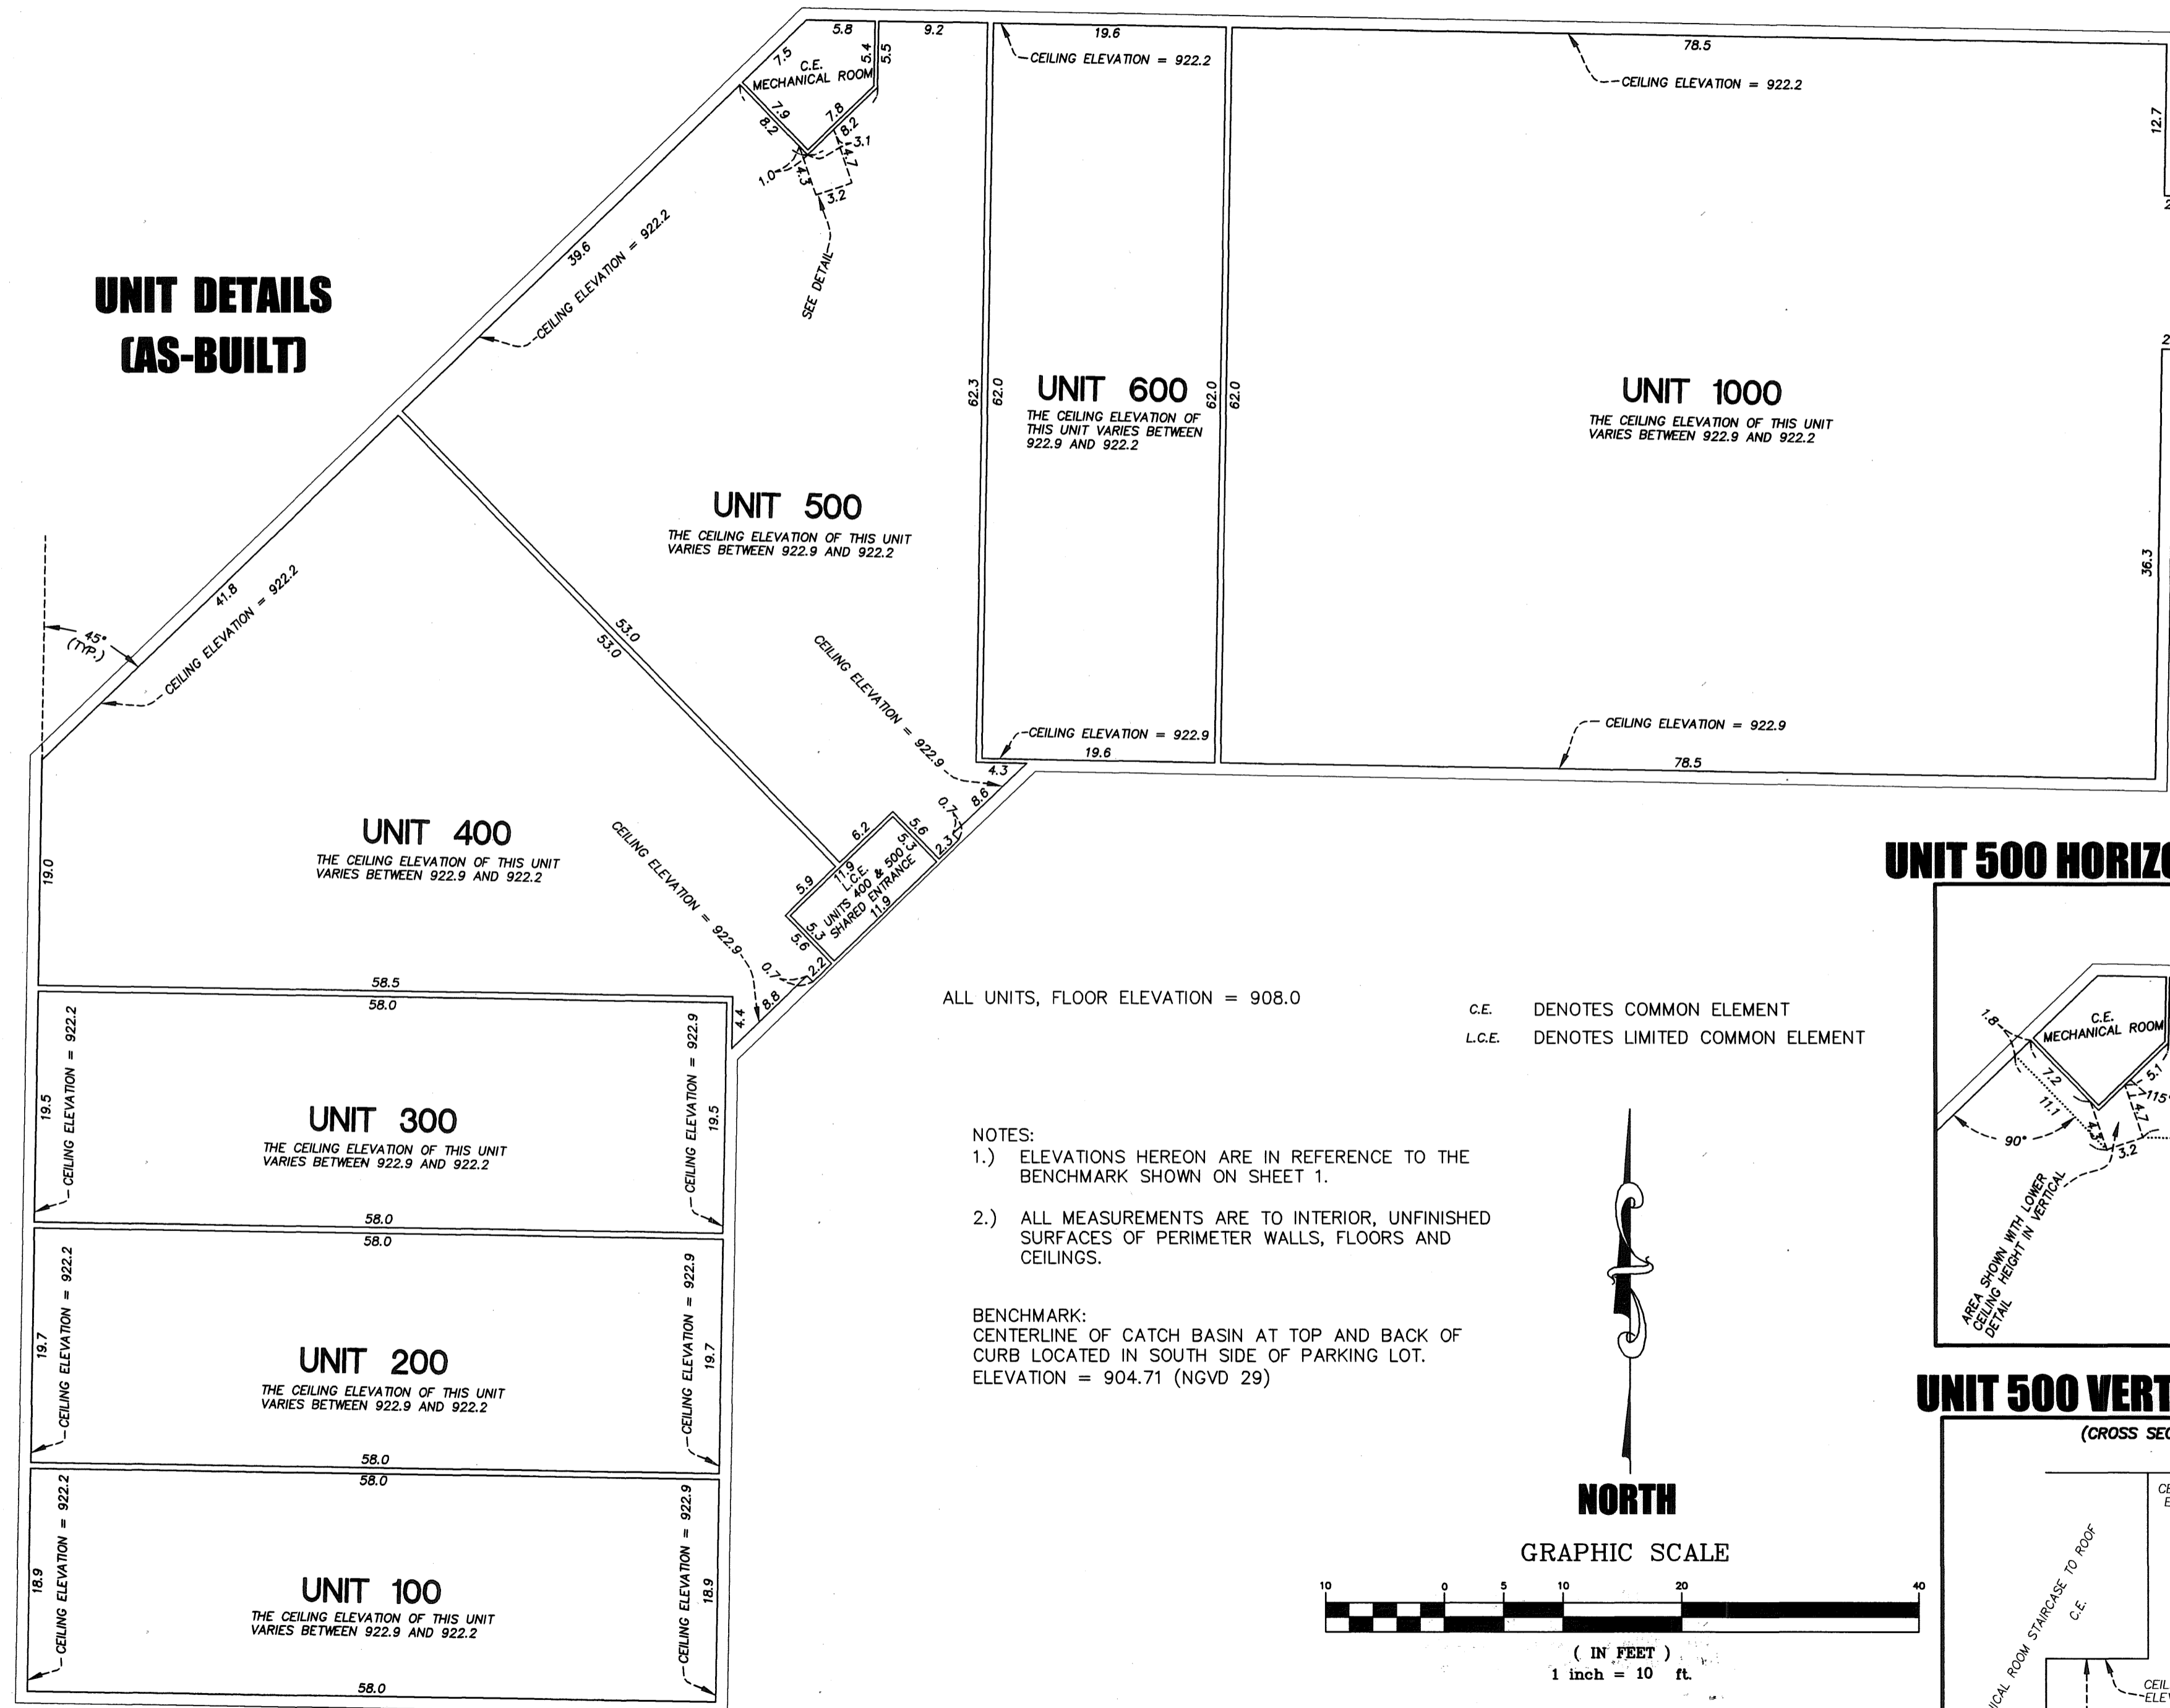 UNIT DETAILS
(AS-BUILT)
5.8
9.2
19.6
78.5
7.5
C.E.
MECHANICAL ROOM
5.4
5.5
7.9
8.2
7.8
8.2
3.1
4.7
1.0
4.3
3.2
SEE DETAIL
CEILING ELEVATION = 922.2
CEILING ELEVATION = 922.2
12.7
39.6
CEILING ELEVATION = 922.2
62.3
62.0
62.0
62.0
UNIT 600
THE CEILING ELEVATION OF
THIS UNIT VARIES BETWEEN
922.9 AND 922.2
UNIT 1000
THE CEILING ELEVATION OF THIS UNIT
VARIES BETWEEN 922.9 AND 922.2
36.3
UNIT 500
THE CEILING ELEVATION OF THIS UNIT
VARIES BETWEEN 922.9 AND 922.2
41.8
CEILING ELEVATION = 922.2
45°
(TYP.)
53.0
53.0
CEILING ELEVATION = 922.9
CEILING ELEVATION = 922.9
19.6
CEILING ELEVATION = 922.9
78.5
4.3
8.6
0.7
2.3
5.6
5.3
6.2
11.9
L.C.E.
UNITS 400 & 500
SHARED ENTRANCE
11.9
5.9
5.3
5.6
2.2
0.7
8.8
4.4
CEILING ELEVATION = 922.9
UNIT 400
THE CEILING ELEVATION OF THIS UNIT
VARIES BETWEEN 922.9 AND 922.2
19.0
58.5
58.0
19.5
CEILING ELEVATION = 922.2
UNIT 300
THE CEILING ELEVATION OF THIS UNIT
VARIES BETWEEN 922.9 AND 922.2
CEILING ELEVATION = 922.9
19.5
58.0
58.0
19.7
CEILING ELEVATION = 922.2
UNIT 200
THE CEILING ELEVATION OF THIS UNIT
VARIES BETWEEN 922.9 AND 922.2
CEILING ELEVATION = 922.9
19.7
58.0
58.0
18.9
CEILING ELEVATION = 922.2
UNIT 100
THE CEILING ELEVATION OF THIS UNIT
VARIES BETWEEN 922.9 AND 922.2
CEILING ELEVATION = 922.9
18.9
58.0
ALL UNITS, FLOOR ELEVATION = 908.0
C.E. DENOTES COMMON ELEMENT
L.C.E. DENOTES LIMITED COMMON ELEMENT
NOTES:
1.) ELEVATIONS HEREON ARE IN REFERENCE TO THE
BENCHMARK SHOWN ON SHEET 1.
2.) ALL MEASUREMENTS ARE TO INTERIOR, UNFINISHED
SURFACES OF PERIMETER WALLS, FLOORS AND
CEILINGS.
BENCHMARK:
CENTERLINE OF CATCH BASIN AT TOP AND BACK OF
CURB LOCATED IN SOUTH SIDE OF PARKING LOT.
ELEVATION = 904.71 (NGVD 29)
NORTH
GRAPHIC SCALE
10 0 5 10 20 40
( IN FEET )
1 inch = 10 ft.
UNIT 500
C.E.
MECHANICAL ROOM
1.8
7.2
11.1
5.1
115°
4.7
4.3
3.2
90°
AREA SHOWN WITH LOWER
CEILING HEIGHT IN VERTICAL
DETAIL
UNIT 500
(CROSS
ROOM STAIRCASE TO ROOF
C.E.